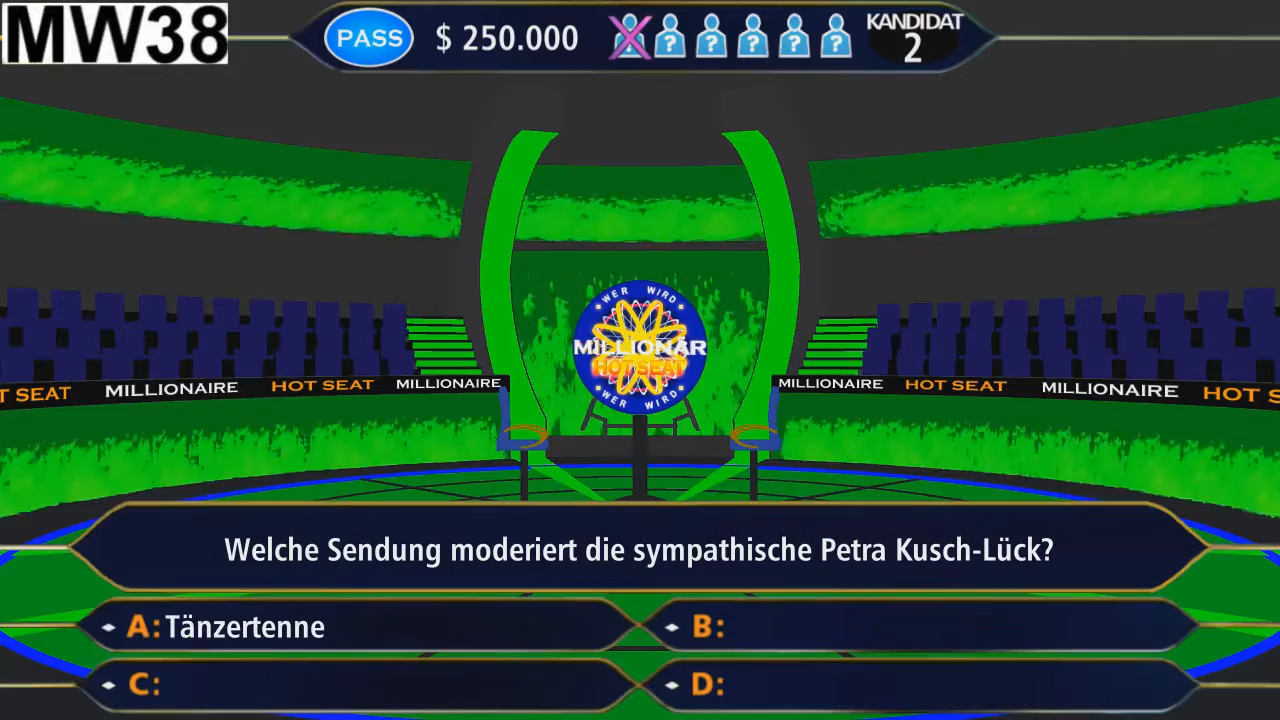 MW38
PASS
$ 250.000
? ? ? ? ?
KANDIDAT
2
WER WIRD
MILLIONÄR
HOT SEAT
WER WIRD
T SEAT MILLIONAIRE HOT SEAT MILLIONAIRE
MILLIONAIRE HOT SEAT MILLIONAIRE HOT S
Welche Sendung moderiert die sympathische Petra Kusch-Lück?
A: Tänzertenne
B:
C:
D: